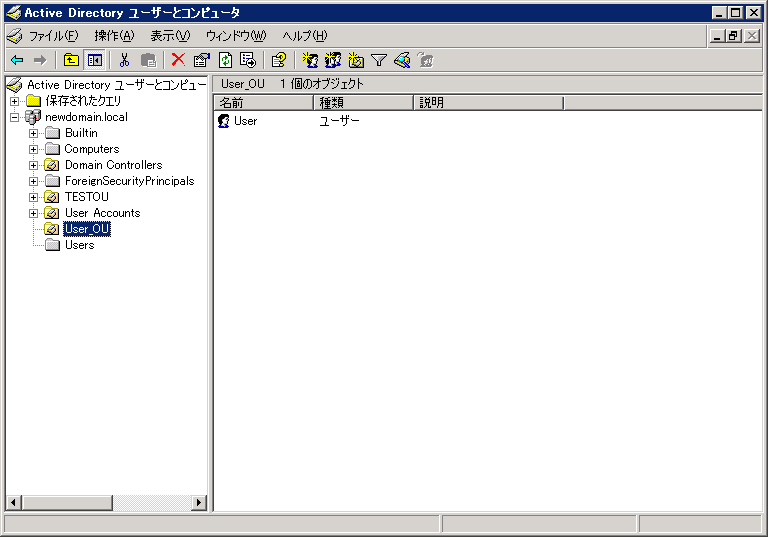 Active Directory ユーザーとコンピュータ
ファイル(F) 操作(A) 表示(V) ウィンドウ(W) ヘルプ(H)
Active Directory ユーザーとコンピュー
保存されたクエリ
newdomain.local
Builtin
Computers
Domain Controllers
ForeignSecurityPrincipals
TESTOU
User Accounts
User_OU
Users
User_OU 1 個のオブジェクト
名前 種類 説明
User ユーザー